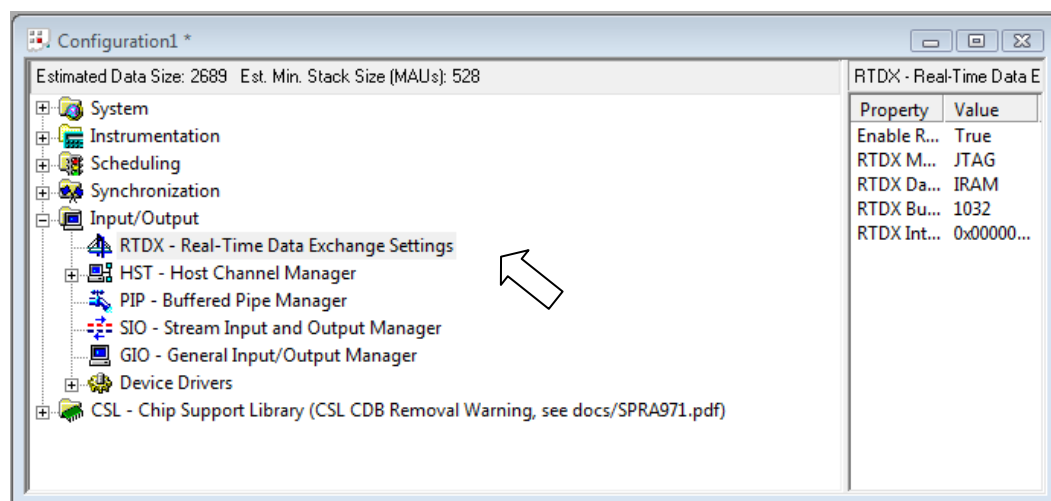 Configuration1 *
Estimated Data Size: 2689 Est. Min. Stack Size (MAUs): 528
System
Instrumentation
Scheduling
Synchronization
Input/Output
RTDX - Real-Time Data Exchange Settings
HST - Host Channel Manager
PIP - Buffered Pipe Manager
SIO - Stream Input and Output Manager
GIO - General Input/Output Manager
Device Drivers
CSL - Chip Support Library (CSL CDB Removal Warning, see docs/SPRA971.pdf)
RTDX - Real-Time Data E
Property Value
Enable R... True
RTDX M... JTAG
RTDX Da... IRAM
RTDX Bu... 1032
RTDX Int... 0x00000...